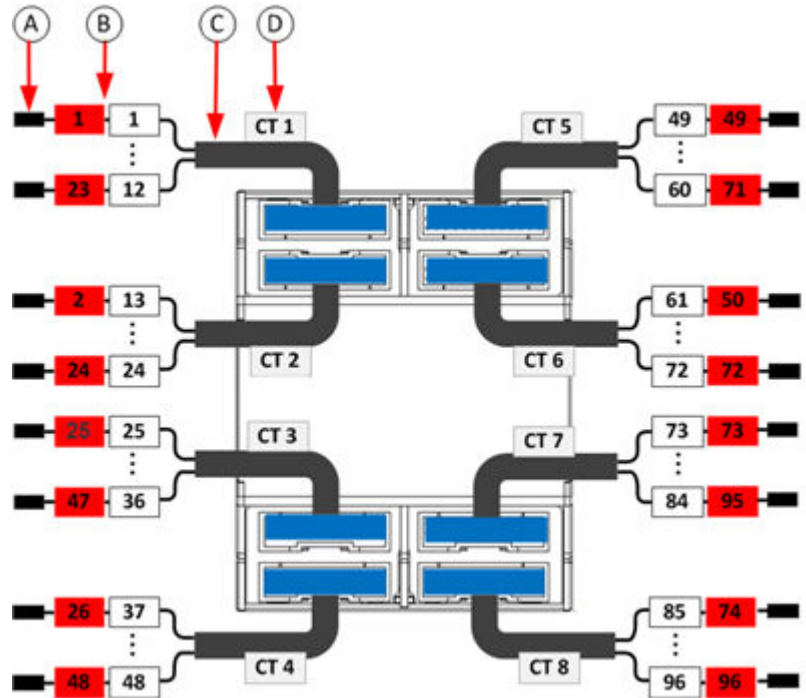 A B C D
1 1 CT 1 CT 5 49 49
23 12 60 71
2 13 61 50
24 24 CT 2 CT 6 72 72
25 25 CT 3 CT 7 73 73
47 36 84 95
26 37 85 74
48 48 CT 4 CT 8 96 96